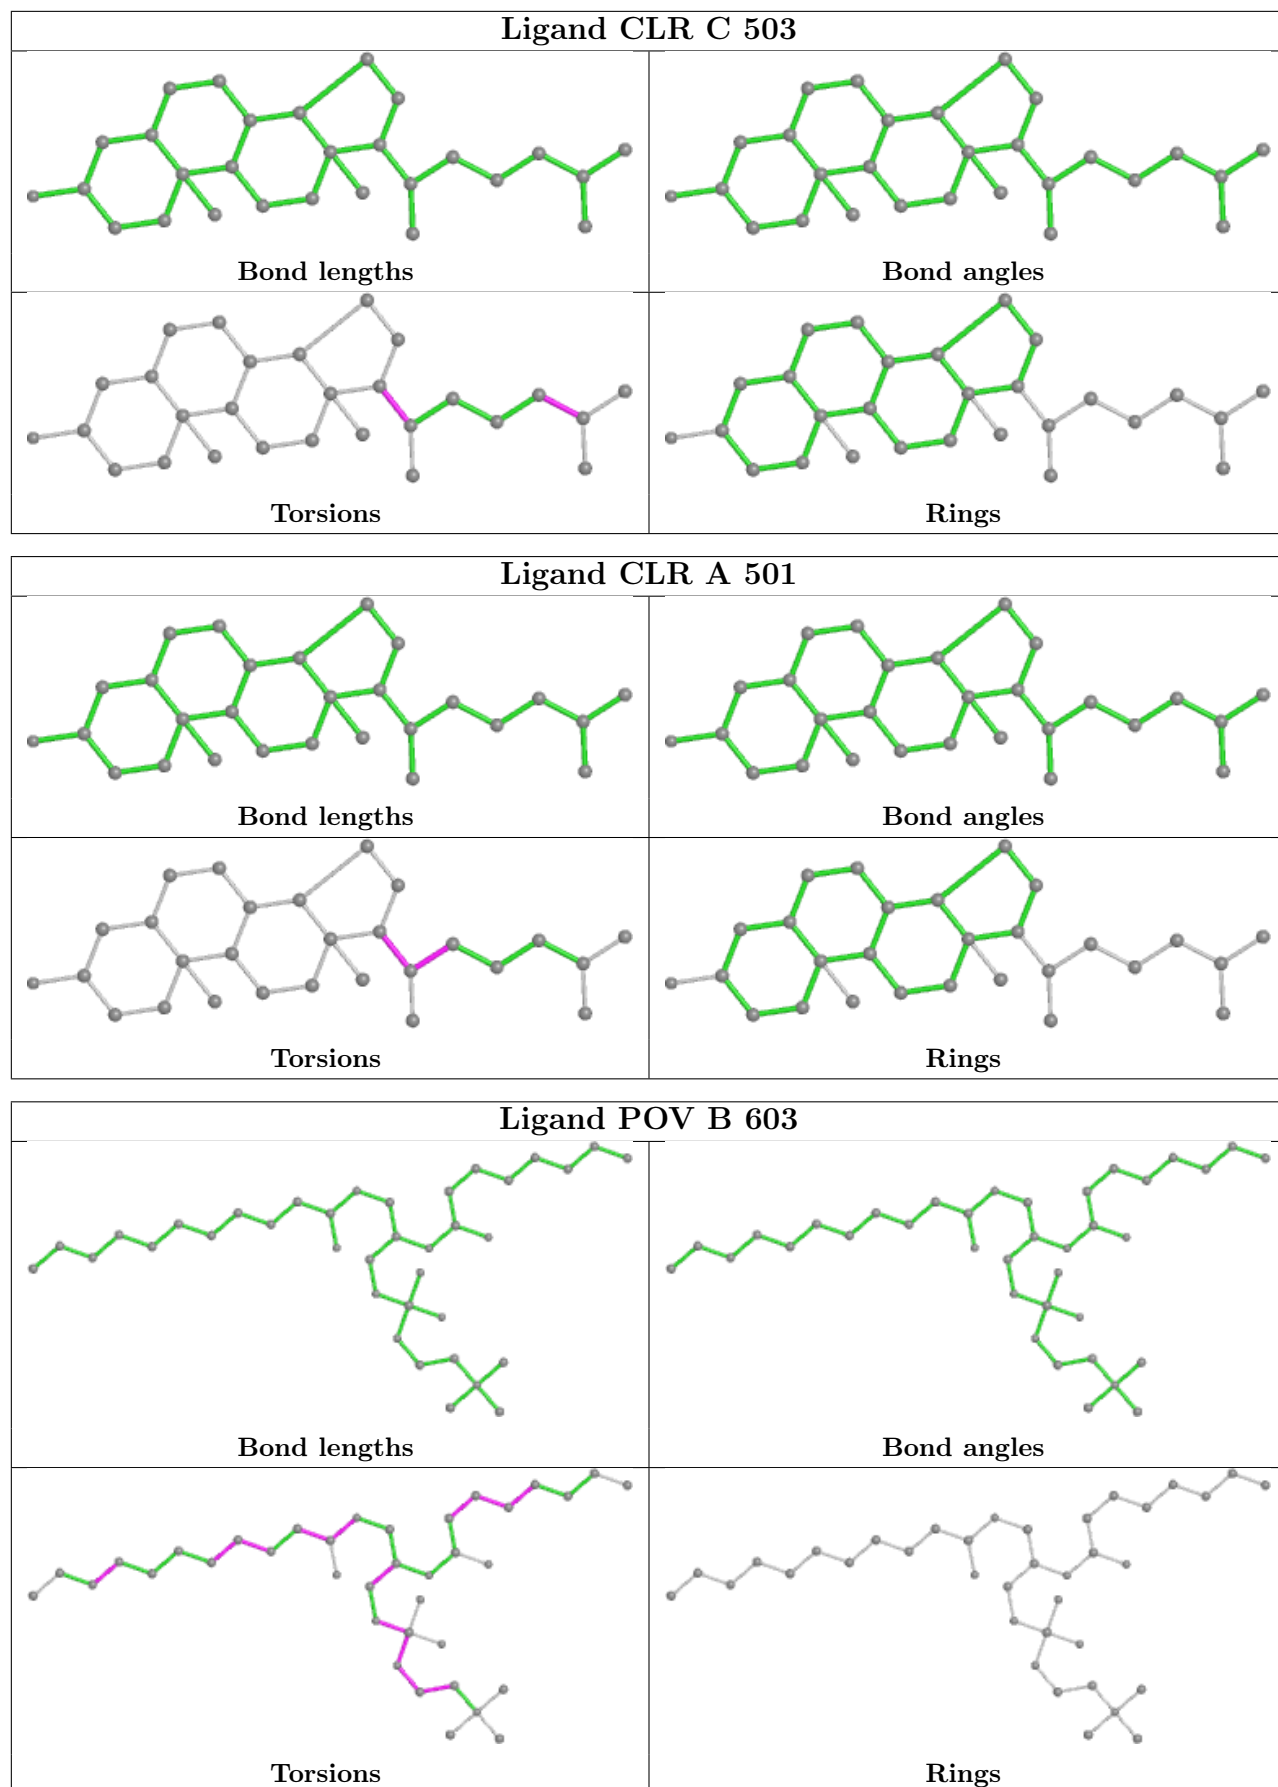 Ligand CLR C 503
Bond lengths
Bond angles
Torsions
Rings
Ligand CLR A 501
Bond lengths
Bond angles
Torsions
Rings
Ligand POV B 603
Bond lengths
Bond angles
Torsions
Rings